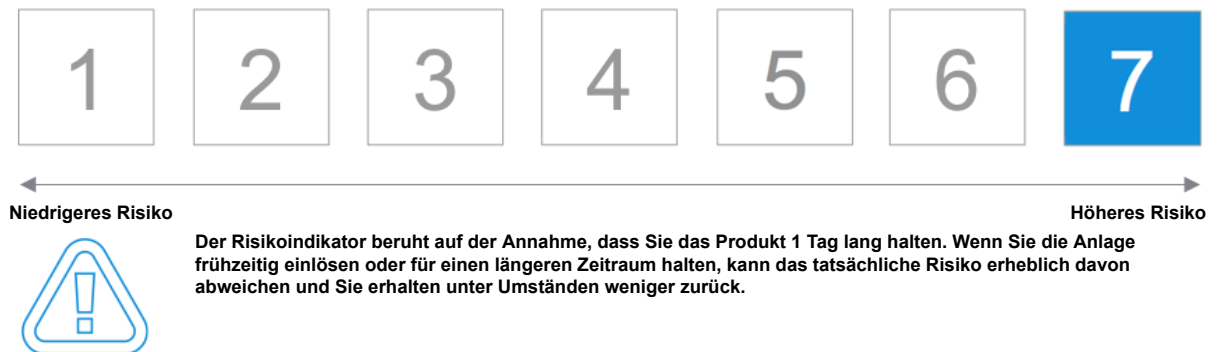 1 2 3 4 5 6 7
Niedrigeres Risiko Höheres Risiko
Der Risikoindikator beruht auf der Annahme, dass Sie das Produkt 1 Tag lang halten. Wenn Sie die Anlage
frühzeitig einlösen oder für einen längeren Zeitraum halten, kann das tatsächliche Risiko erheblich davon
abweichen und Sie erhalten unter Umständen weniger zurück.